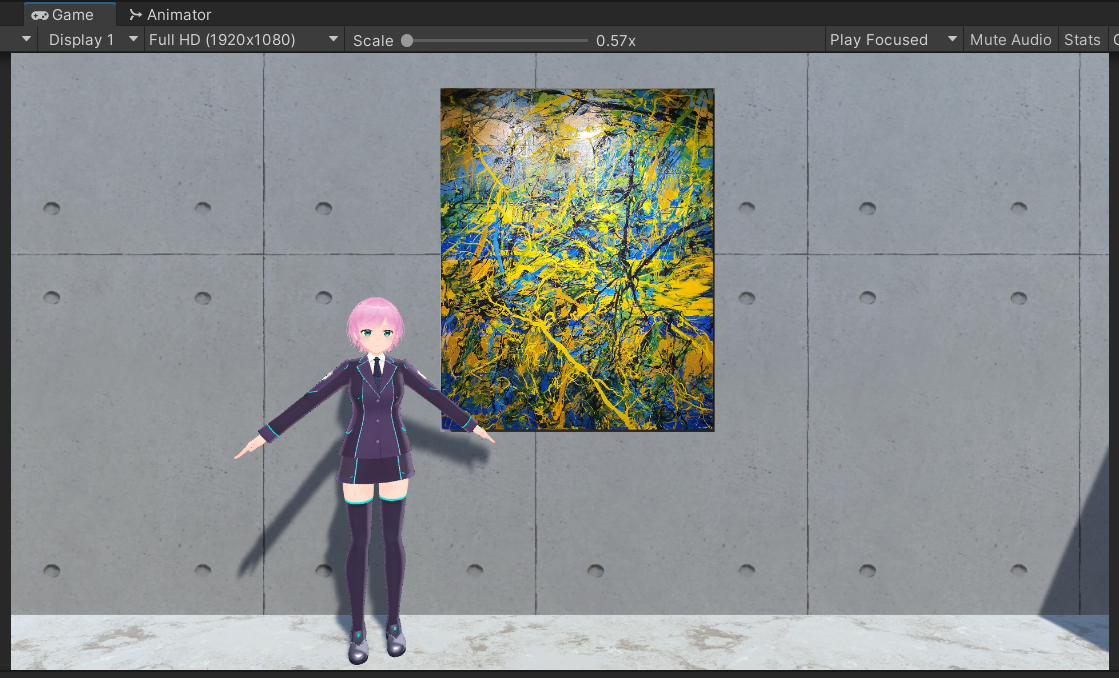 Game Animator
Display 1 Full HD (1920x1080) Scale 0.57x Play Focused Mute Audio Stats